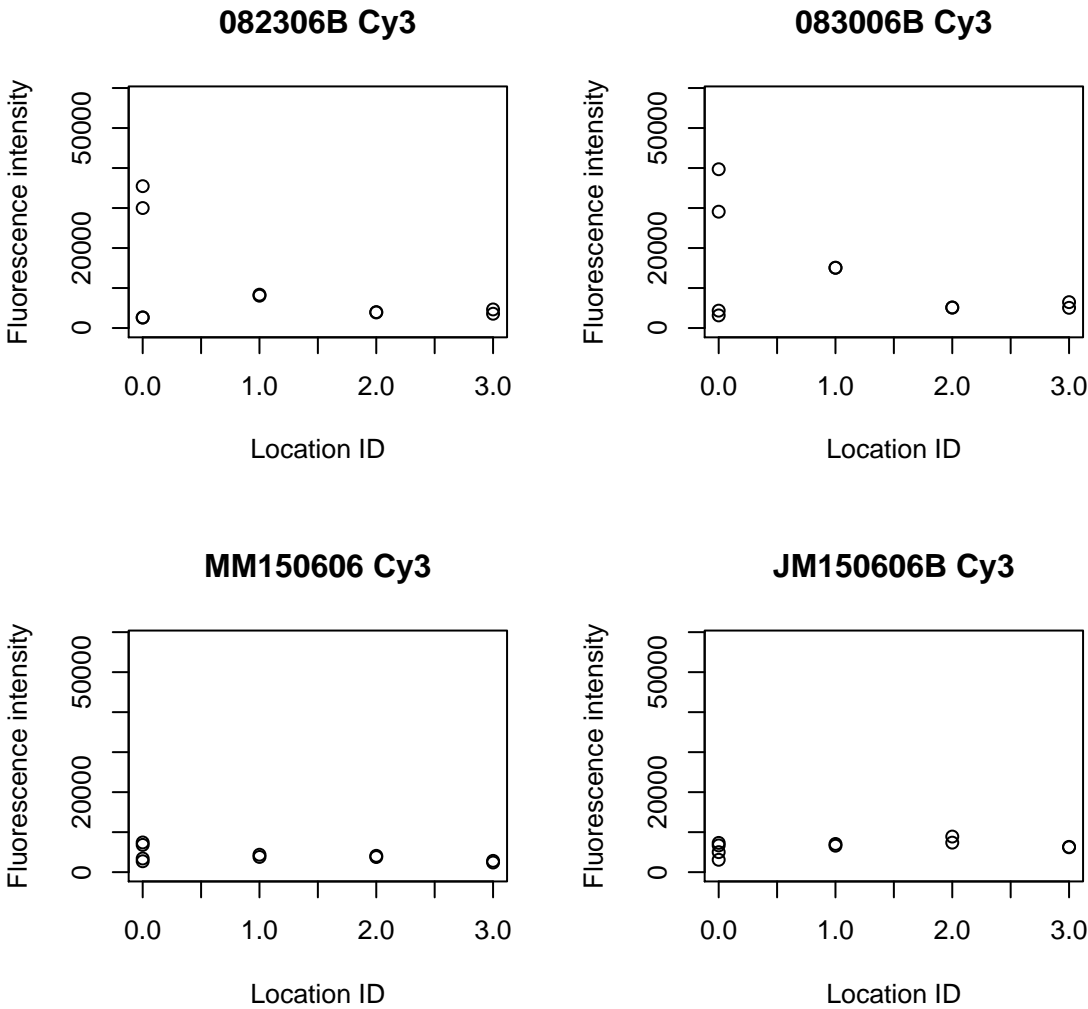 082306B Cy3
Fluorescence intensity
50000
20000
0
0.0 1.0 2.0 3.0
Location ID
083006B Cy3
Fluorescence intensity
50000
20000
0
0.0 1.0 2.0 3.0
Location ID
MM150606 Cy3
Fluorescence intensity
50000
20000
0
0.0 1.0 2.0 3.0
Location ID
JM150606B Cy3
Fluorescence intensity
50000
20000
0
0.0 1.0 2.0 3.0
Location ID